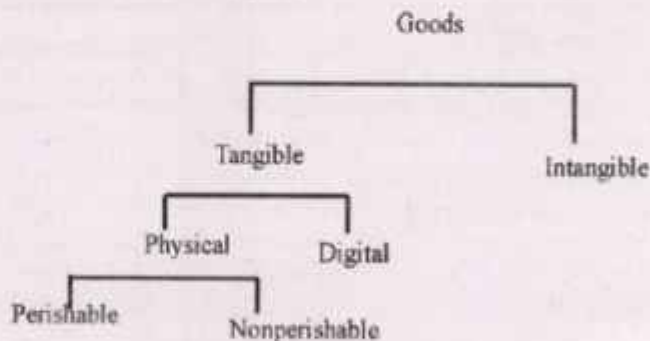 Goods
Tangible
Intangible
Physical
Digital
Perishable
Nonperishable